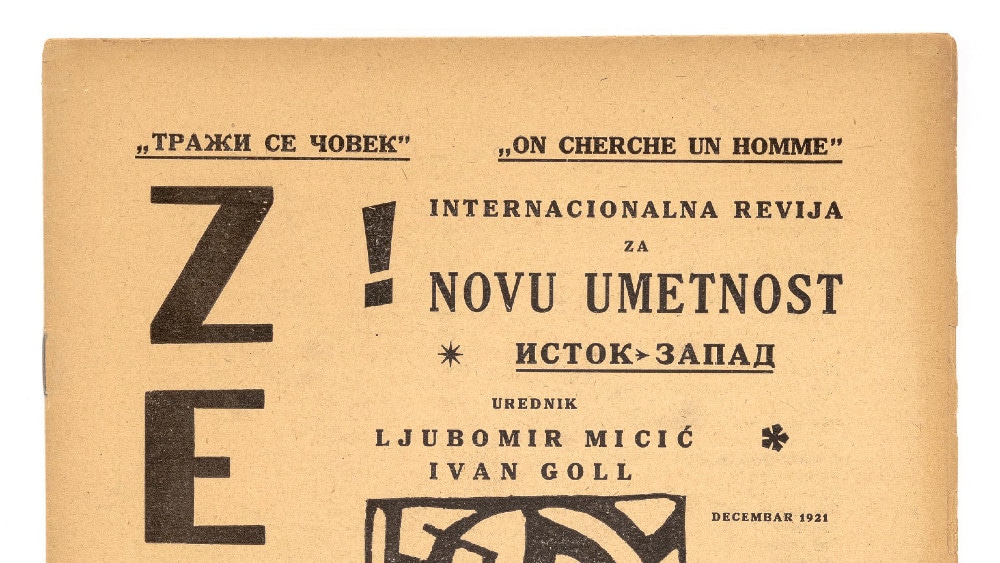 „ТРАЖИ СЕ ЧОВЕК”
„ON CHERCHE UN HOMME”
Z
E
!
INTERNACIONALNA REVIJA
ZA
NOVU UMETNOST
ИСТОК➤ЗАПАД
UREDNIK
LJUBOMIR MICIĆ
IVAN GOLL
DECEMBAR 1921